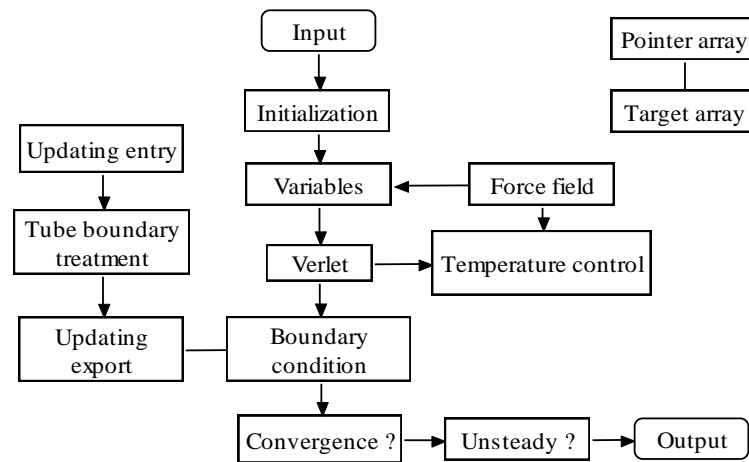 Input
Pointer array
Initialization
Target array
Updating entry
Variables
Force field
Tube boundary
treatment
Verlet
Temperature control
Updating
export
Boundary
condition
Convergence ?
Unsteady ?
Output